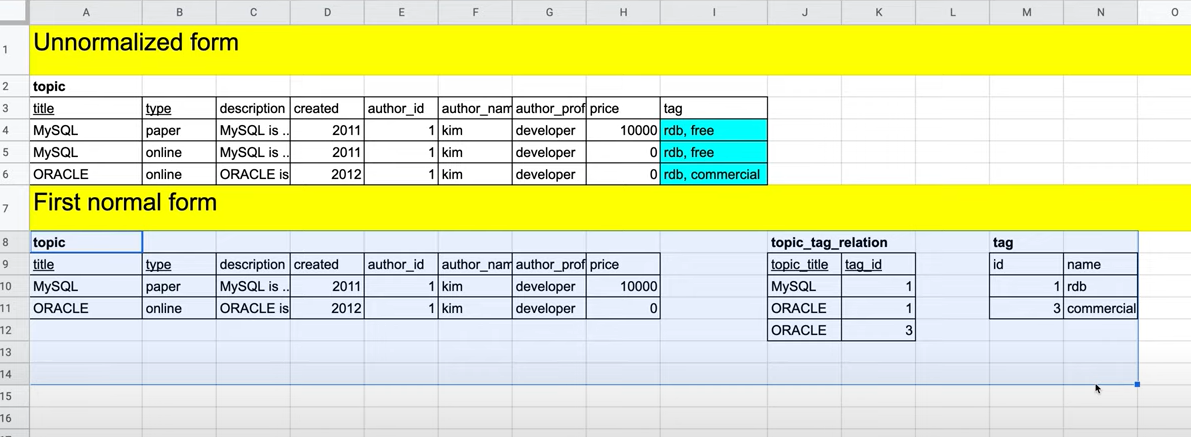 A B C D E F G H I J K L M N O
1 Unnormalized form
2 topic
3 title type description created author_id author_nam author_prof price tag
4 MySQL paper MySQL is .. 2011 1 kim developer 10000 rdb, free
5 MySQL online MySQL is .. 2011 1 kim developer 0 rdb, free
6 ORACLE online ORACLE is 2012 1 kim developer 0 rdb, commercial
7 First normal form
8 topic topic_tag_relation tag
9 title type description created author_id author_nam author_prof price topic_title tag_id id name
10 MySQL paper MySQL is .. 2011 1 kim developer 10000 MySQL 1 1 rdb
11 ORACLE online ORACLE is 2012 1 kim developer 0 ORACLE 1 3 commercial
12 ORACLE 3
13
14
15
16